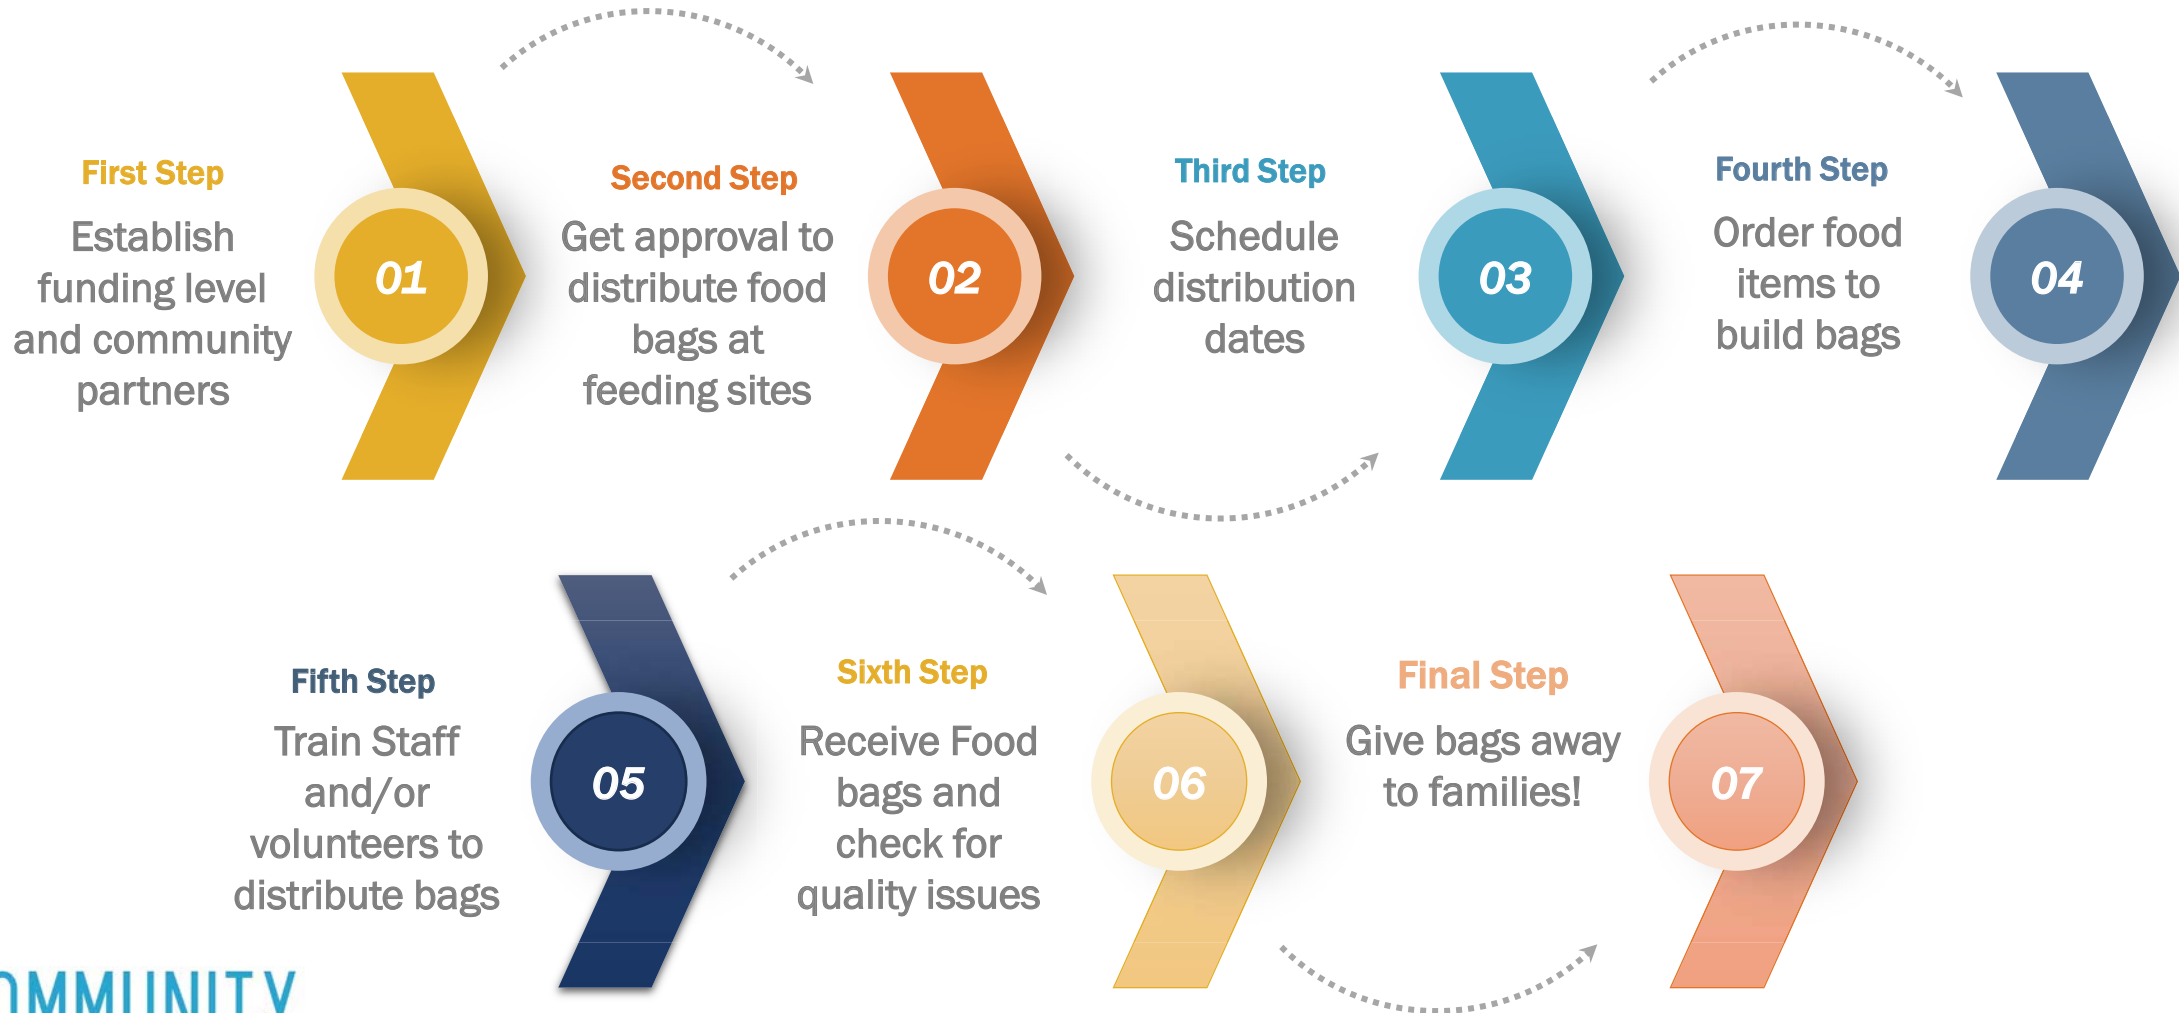 First Step
Establish
funding level
and community
partners
01
Second Step
Get approval to
distribute food
bags at
feeding sites
02
Third Step
Schedule
distribution
dates
03
Fourth Step
Order food
items to
build bags
04
Fifth Step
Train Staff
and/or
volunteers to
distribute bags
05
Sixth Step
Receive Food
bags and
check for
quality issues
06
Final Step
Give bags away
to families!
07